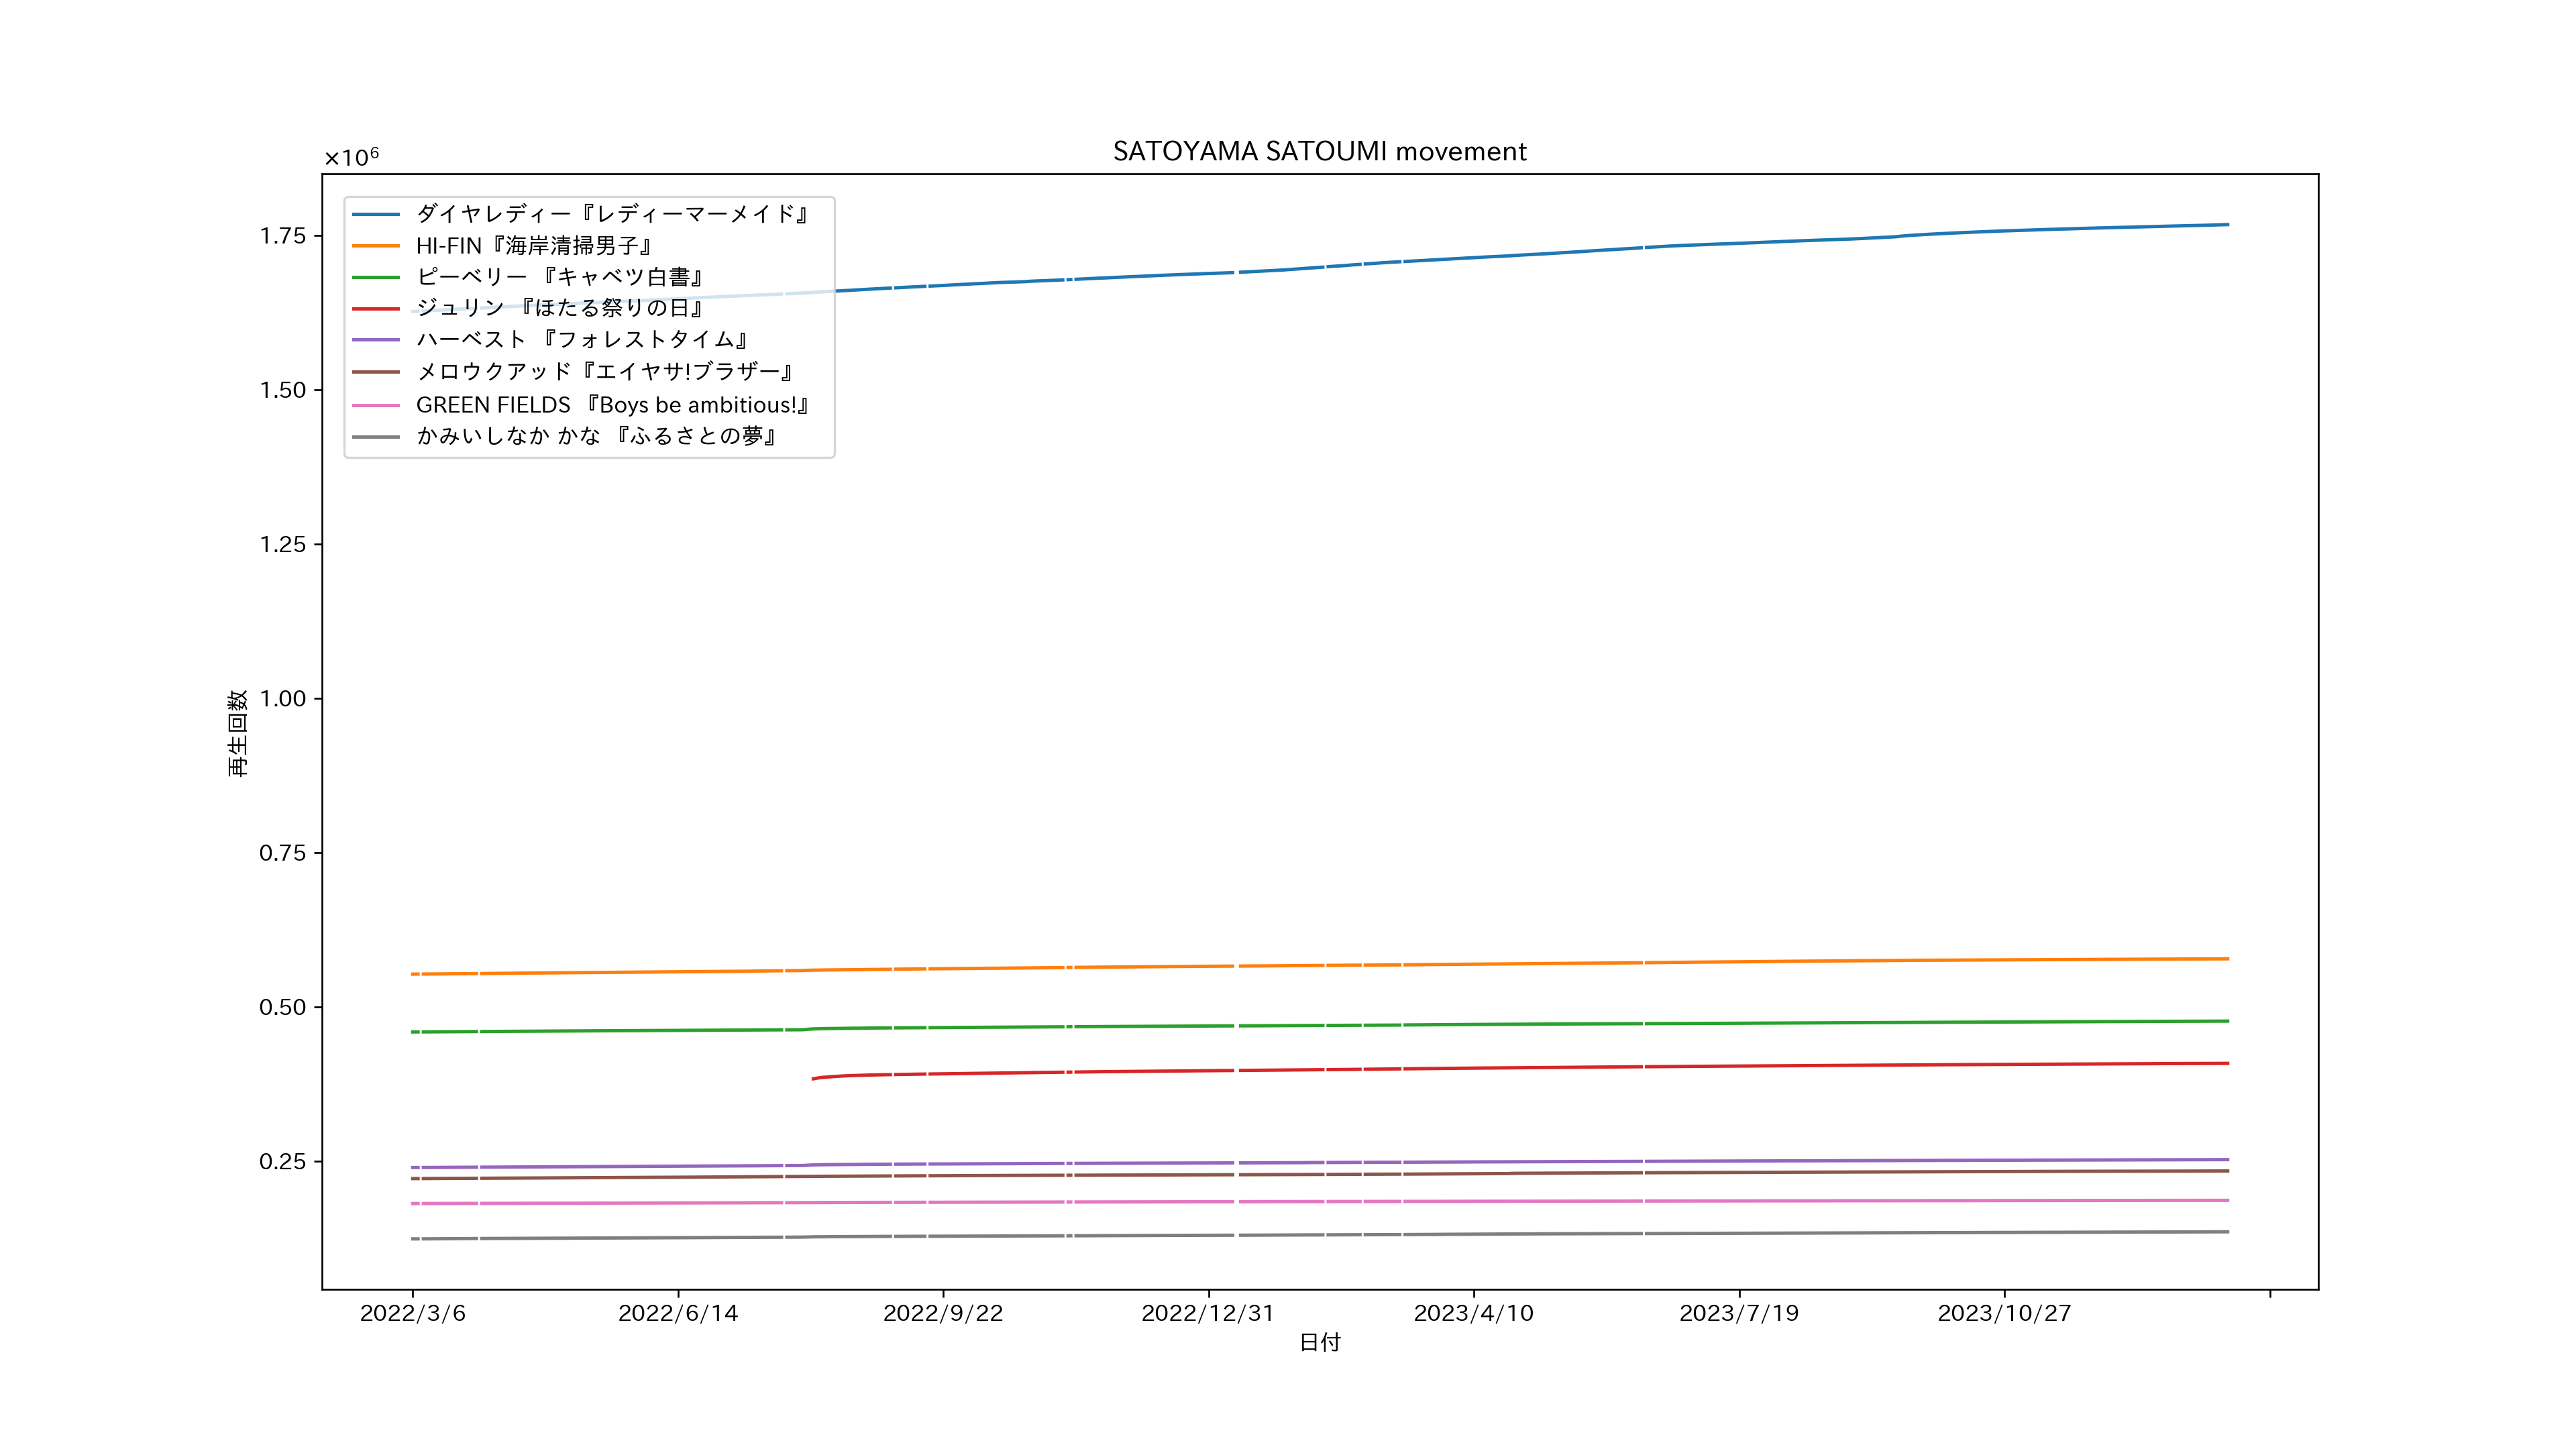 SATOYAMA SATOUMI movement
×10⁶
ダイヤレディー『レディーマーメイド』
HI-FIN『海岸清掃男子』
ピーベリー 『キャベツ白書』
ジュリン 『ほたる祭りの日』
ハーベスト 『フォレストタイム』
メロウクアッド『エイヤサ!ブラザー』
GREEN FIELDS 『Boys be ambitious!』
かみいしなか かな 『ふるさとの夢』
1.75
1.50
1.25
1.00
0.75
0.50
0.25
再生回数
2022/3/6
2022/6/14
2022/9/22
2022/12/31
2023/4/10
2023/7/19
2023/10/27
日付